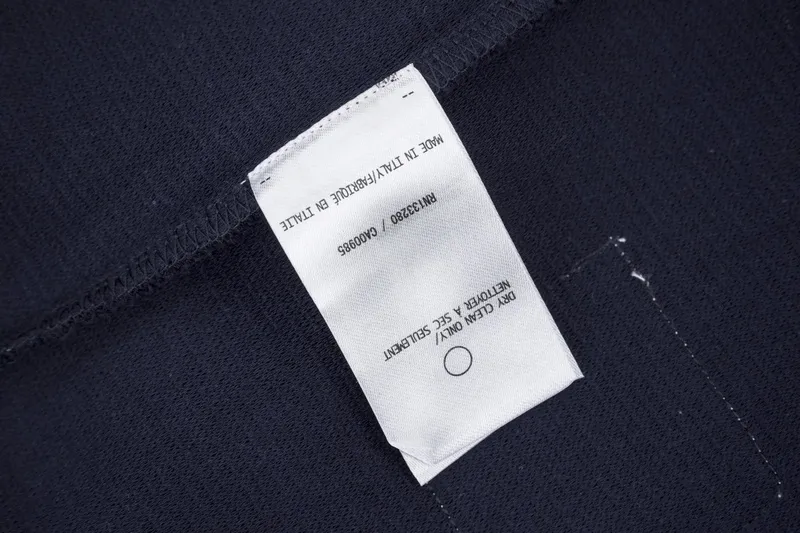 DRY CLEAN ONLY/
NETTOYER A SEC SEULEMENT
RN133280 / CA00985
MADE IN ITALY/FABRIQUÉ EN ITALIE